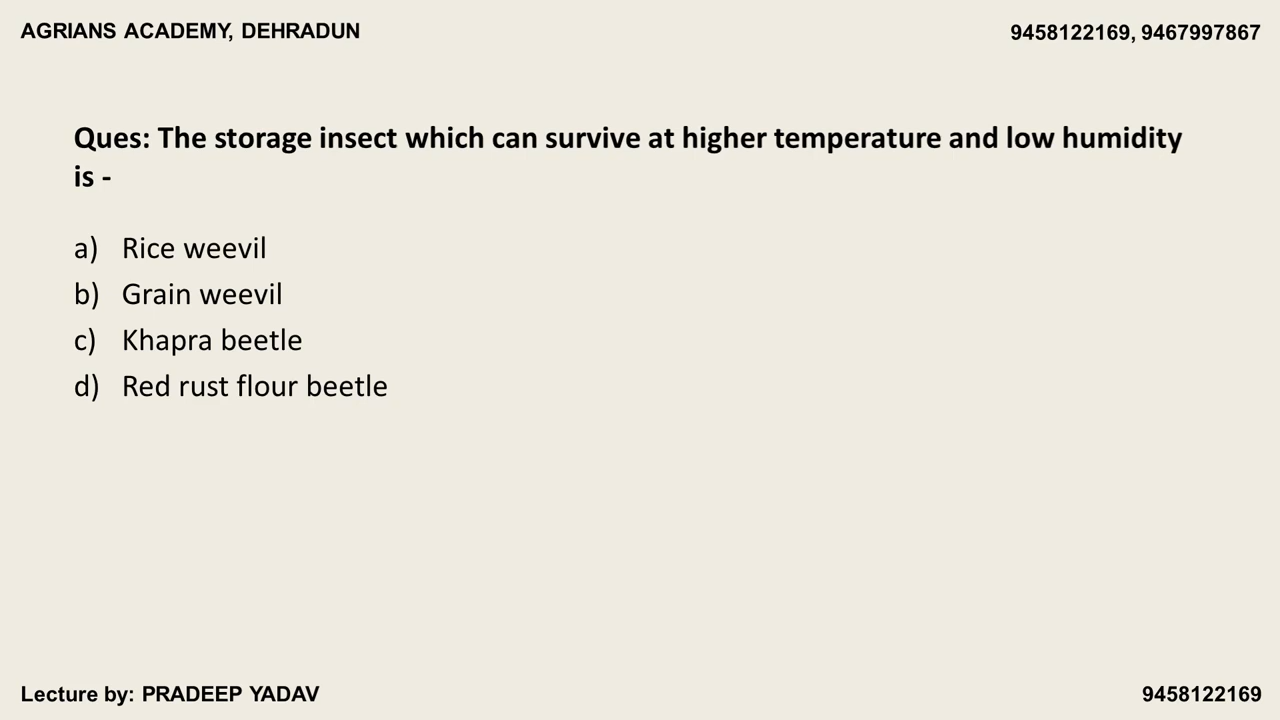 AGRIANS ACADEMY, DEHRADUN
9458122169, 9467997867
Ques: The storage insect which can survive at higher temperature and low humidity
is -
a) Rice weevil
b) Grain weevil
c) Khapra beetle
d) Red rust flour beetle
Lecture by: PRADEEP YADAV
9458122169